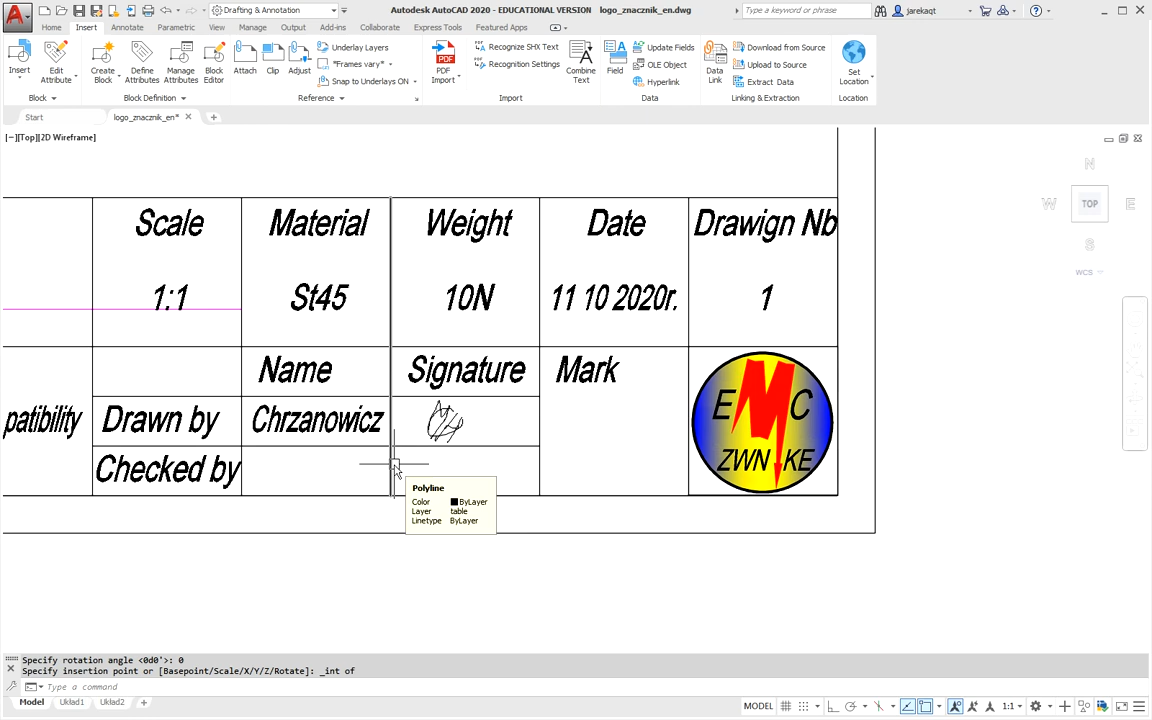 Drafting & Annotation
Autodesk AutoCAD 2020 - EDUCATIONAL VERSION logo_znacznik_en.dwg
Type a keyword or phrase
jarekaqt
Home Insert Annotate Parametric View Manage Output Add-ins Collaborate Express Tools Featured Apps
Insert
Edit Attribute
Create Block
Define Attributes
Manage Attributes
Block Editor
Attach
Clip
Adjust
Underlay Layers
*Frames vary*
Snap to Underlays ON
PDF Import
Recognize SHX Text
Recognition Settings
Combine Text
Field
Update Fields
OLE Object
Hyperlink
Data Link
Download from Source
Upload to Source
Extract Data
Set Location
Block Block Definition Reference Import Data Linking & Extraction Location
Start logo_znacznik_en*
[−][Top][2D Wireframe]
N
W TOP E
S
WCS
Scale Material Weight Date Drawign Nb
1:1 St45 10N 11 10 2020r. 1
Name Signature Mark
patibility Drawn by Chrzanowicz
Checked by
E C
ZWN KE
Polyline
Color ByLayer
Layer table
Linetype ByLayer
Specify rotation angle <0d0'>: 0
Specify insertion point or [Basepoint/Scale/X/Y/Z/Rotate]: _int of
Type a command
Model Układ1 Układ2
MODEL 1:1